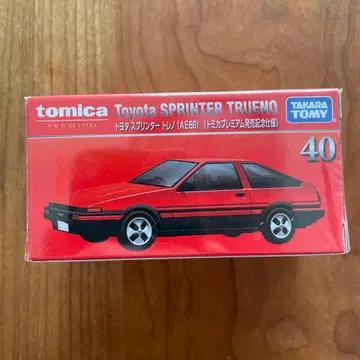 tomica
PREMIUM
Toyota SPRINTER TRUENO
トヨタ スプリンター トレノ (AE86) (トミカプレミアム発売記念仕様)
TAKARA
TOMY
40